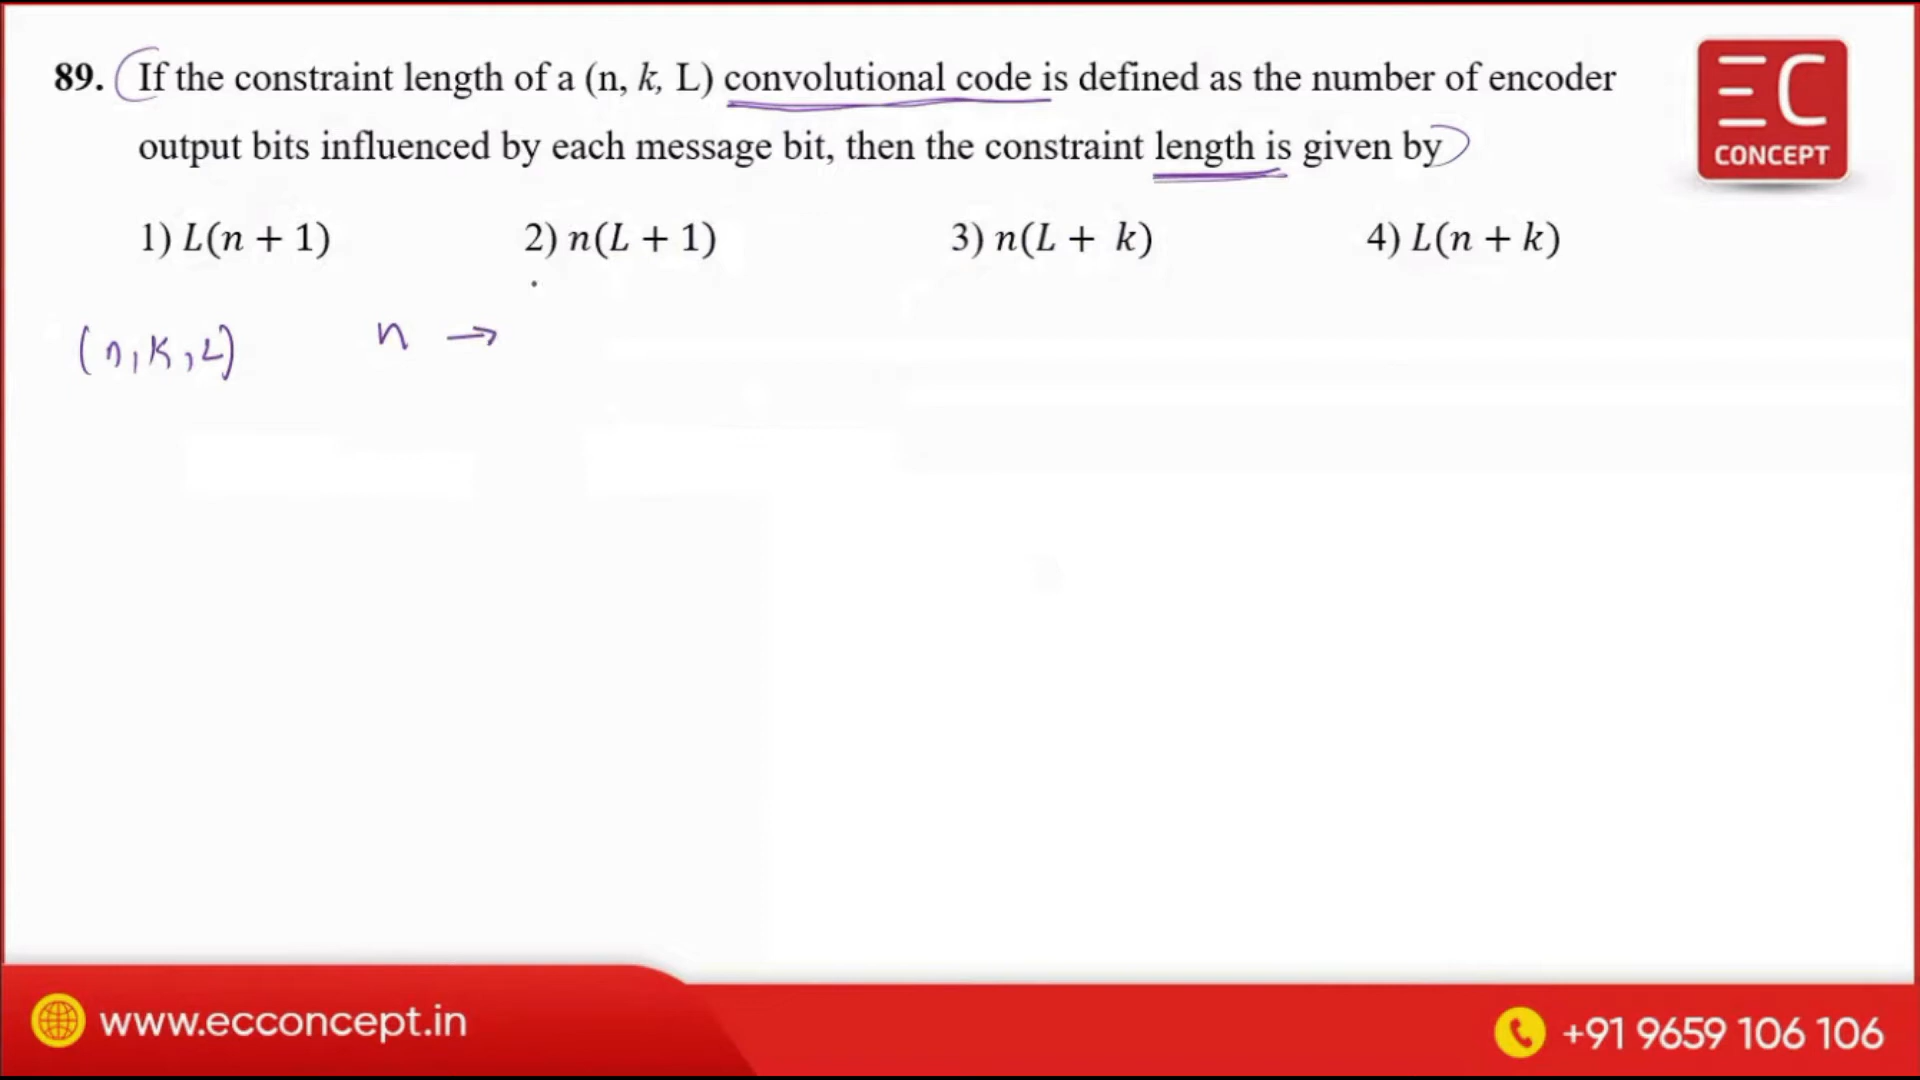 89. If the constraint length of a (n, k, L) convolutional code is defined as the number of encoder
output bits influenced by each message bit, then the constraint length is given by
1) L(n + 1) 2) n(L + 1) 3) n(L + k) 4) L(n + k)
(n, k, L) n →
EC
CONCEPT
www.ecconcept.in +91 9659 106 106